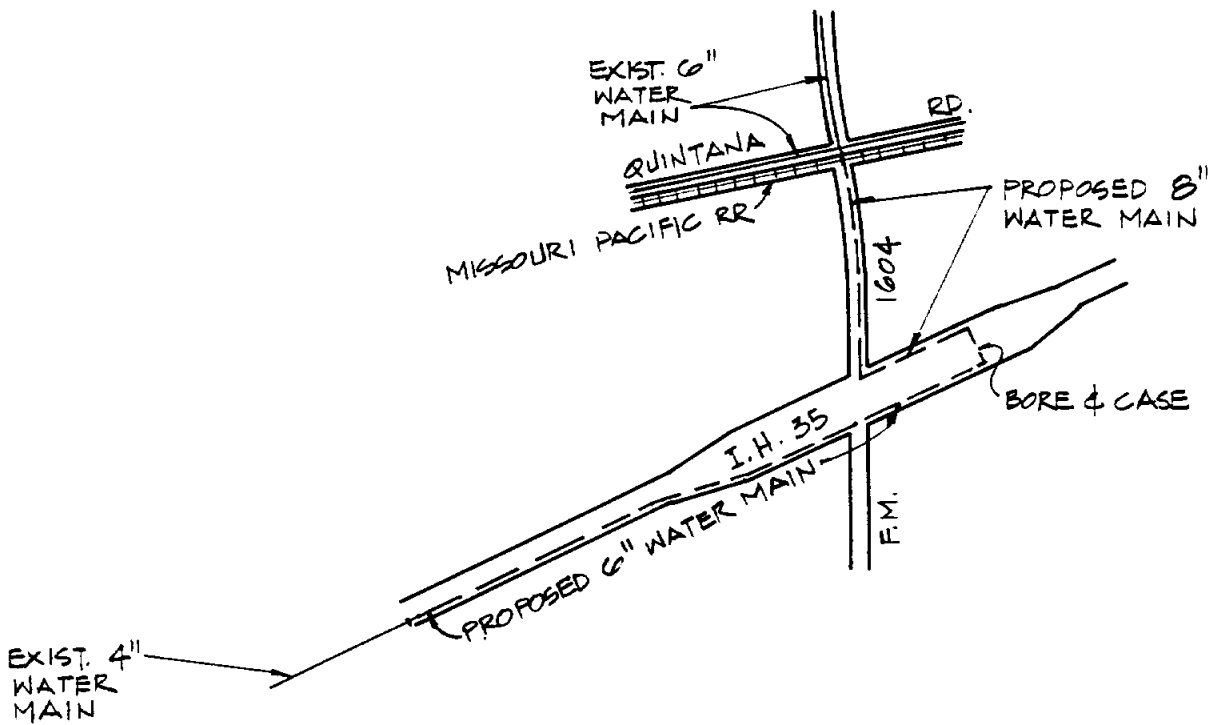 EXIST. 6"
WATER
MAIN
QUINTANA
RD.
MISSOURI PACIFIC RR
PROPOSED 8"
WATER MAIN
1604
BORE & CASE
I.H. 35
PROPOSED 6" WATER MAIN
F.M.
EXIST. 4"
WATER
MAIN